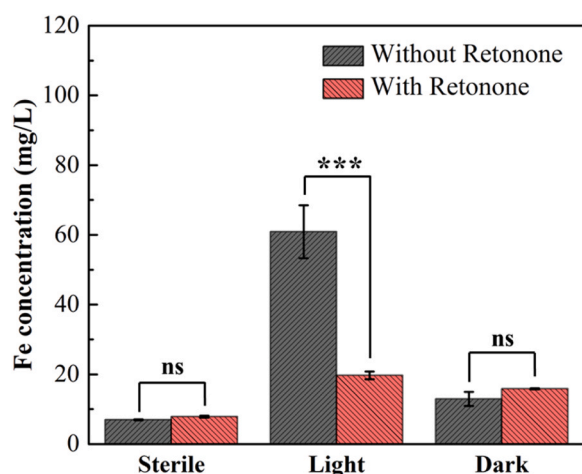 120
100
80
60
40
20
0
Fe concentration (mg/L)
Without Retonone
With Retonone
***
ns
ns
Sterile Light Dark